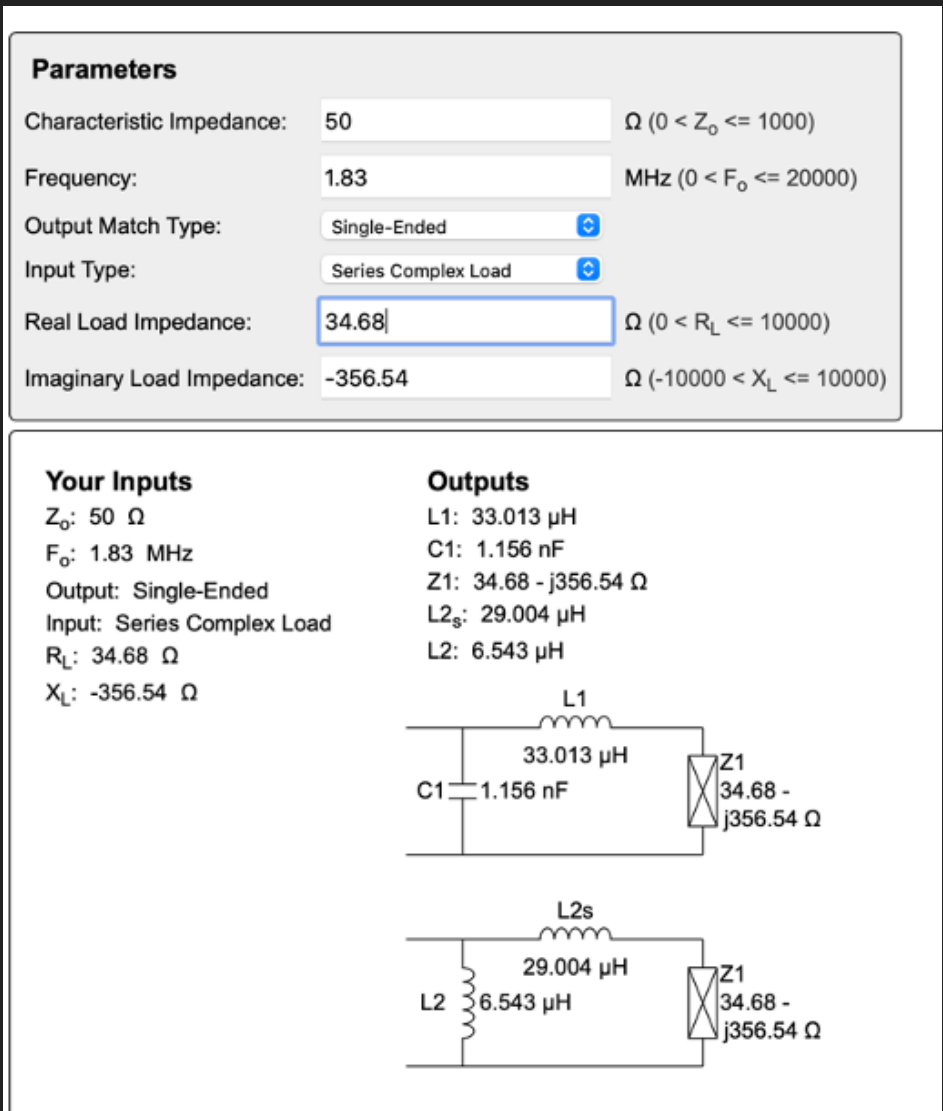 Parameters
Characteristic Impedance: 50 Ω (0 < Zo <= 1000)
Frequency: 1.83 MHz (0 < Fo <= 20000)
Output Match Type: Single-Ended
Input Type: Series Complex Load
Real Load Impedance: 34.68 Ω (0 < RL <= 10000)
Imaginary Load Impedance: -356.54 Ω (-10000 < XL <= 10000)
Your Inputs
Zo: 50 Ω
Fo: 1.83 MHz
Output: Single-Ended
Input: Series Complex Load
RL: 34.68 Ω
XL: -356.54 Ω
Outputs
L1: 33.013 µH
C1: 1.156 nF
Z1: 34.68 - j356.54 Ω
L2s: 29.004 µH
L2: 6.543 µH
L1
33.013 µH
C1 1.156 nF
Z1
34.68 -
j356.54 Ω
L2s
29.004 µH
L2 6.543 µH
Z1
34.68 -
j356.54 Ω